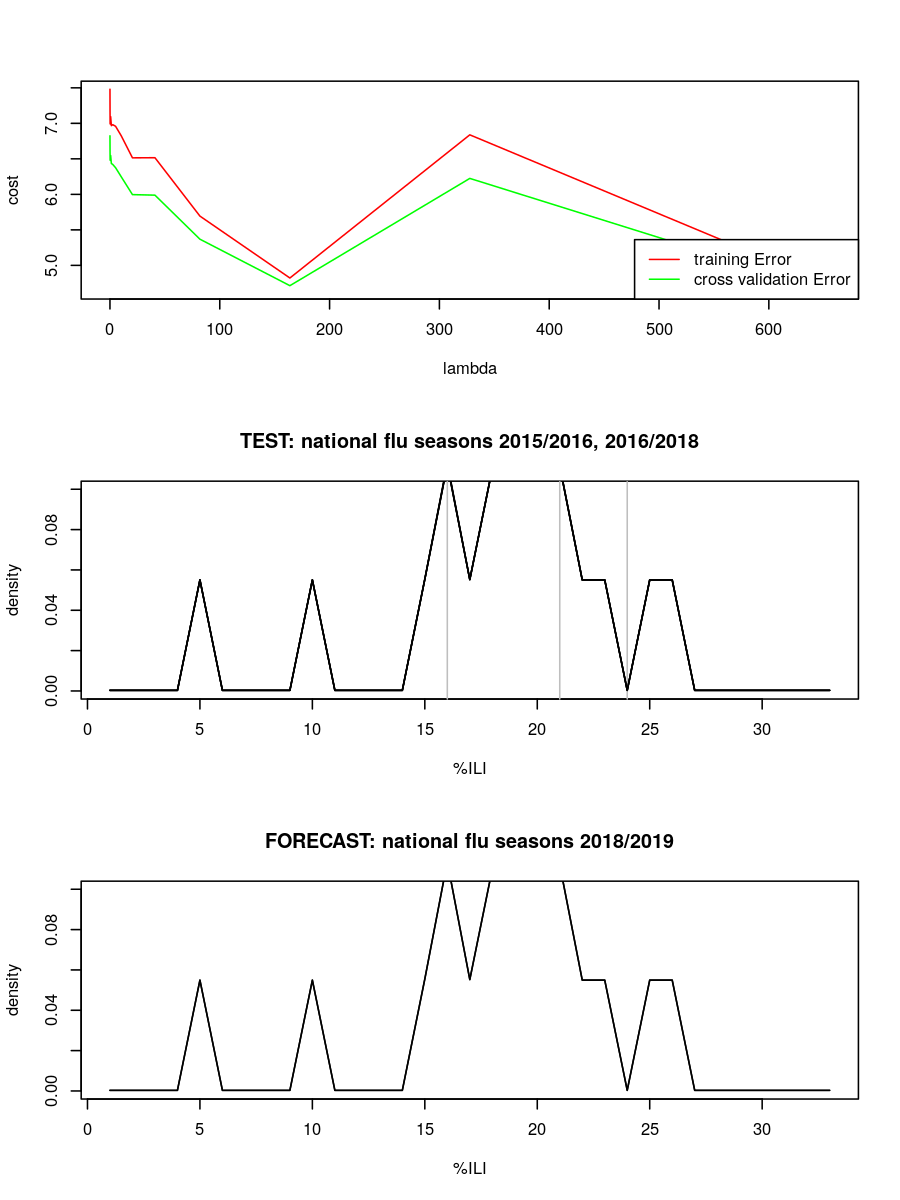 7.0
6.0
5.0
cost
training Error
cross validation Error
0 100 200 300 400 500 600
lambda
TEST: national flu seasons 2015/2016, 2016/2018
0.08
0.04
0.00
density
0 5 10 15 20 25 30
%ILI
FORECAST: national flu seasons 2018/2019
0.08
0.04
0.00
density
0 5 10 15 20 25 30
%ILI